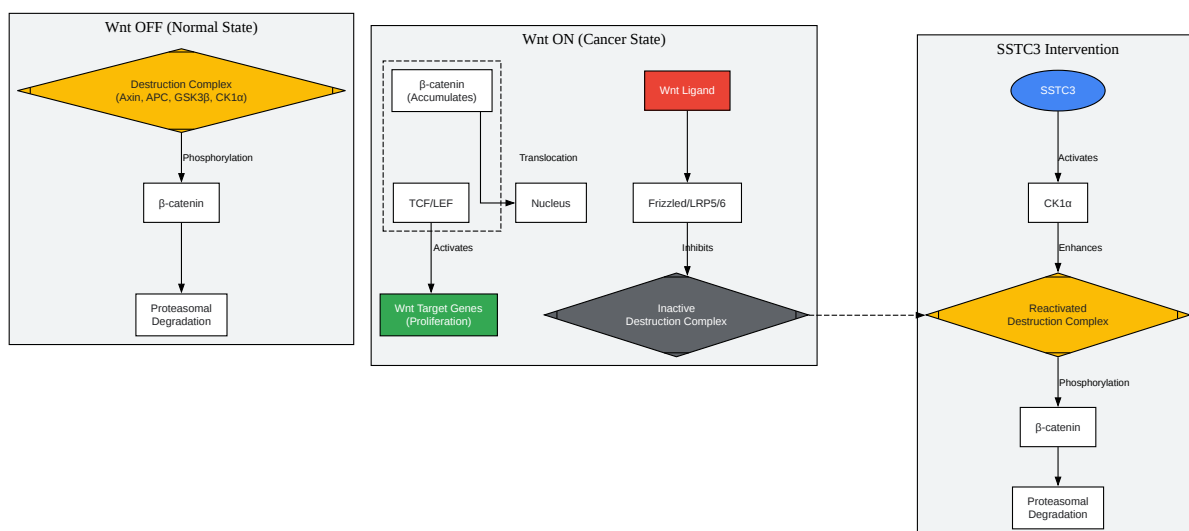 Wnt OFF (Normal State)
Destruction Complex
(Axin, APC, GSK3β, CK1α)
Phosphorylation
β-catenin
Proteasomal
Degradation
Wnt ON (Cancer State)
β-catenin
(Accumulates)
Wnt Ligand
Translocation
TCF/LEF
Nucleus
Frizzled/LRP5/6
Activates
Inhibits
Wnt Target Genes
(Proliferation)
Inactive
Destruction Complex
SSTC3 Intervention
SSTC3
Activates
CK1α
Enhances
Reactivated
Destruction Complex
Phosphorylation
β-catenin
Proteasomal
Degradation